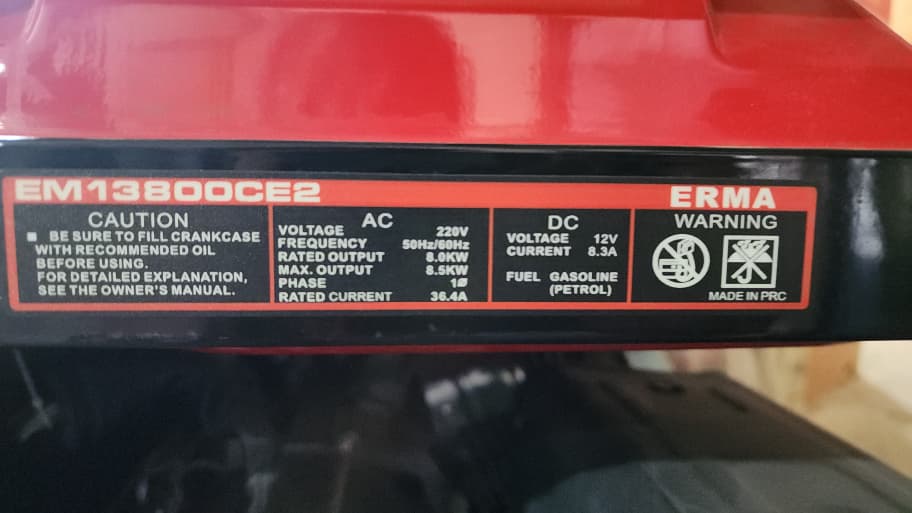 EM13800CE2
ERMA
CAUTION
■ BE SURE TO FILL CRANKCASE
WITH RECOMMENDED OIL
BEFORE USING.
FOR DETAILED EXPLANATION,
SEE THE OWNER'S MANUAL.
AC
VOLTAGE 220V
FREQUENCY 50Hz/60Hz
RATED OUTPUT 8.0KW
MAX. OUTPUT 8.5KW
PHASE 1Ø
RATED CURRENT 36.4A
DC
VOLTAGE 12V
CURRENT 8.3A
FUEL GASOLINE
(PETROL)
WARNING
MADE IN PRC